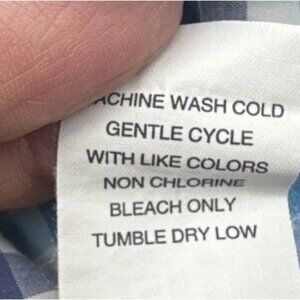 ACHINE WASH COLD
GENTLE CYCLE
WITH LIKE COLORS
NON CHLORINE
BLEACH ONLY
TUMBLE DRY LOW